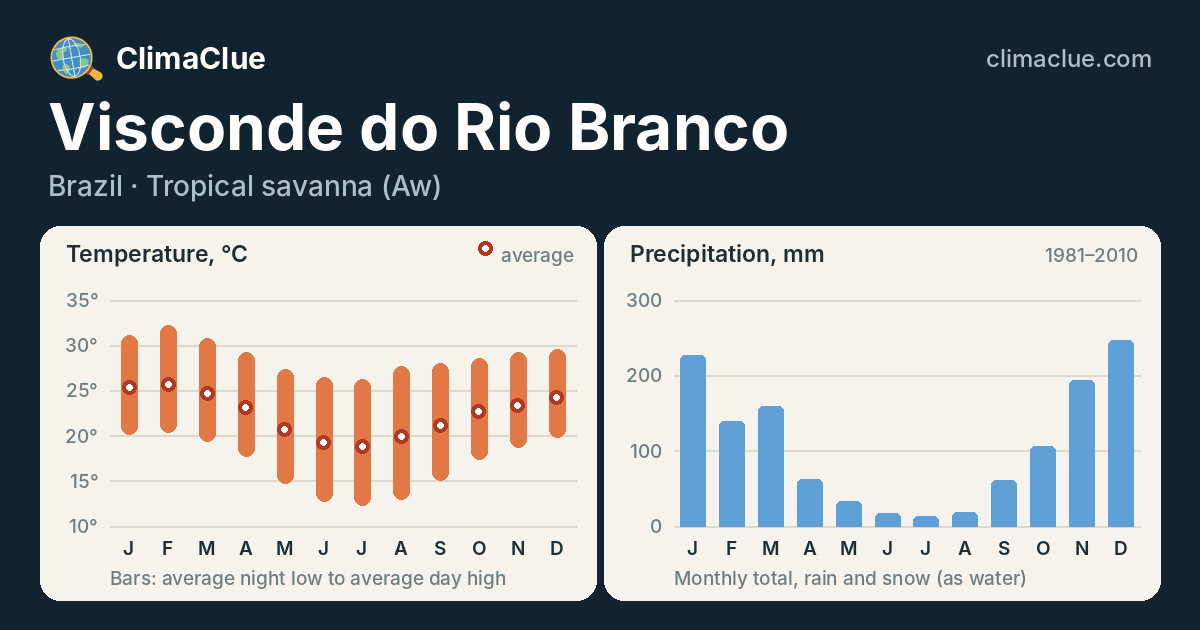 ClimaClue
climaclue.com
Visconde do Rio Branco
Brazil · Tropical savanna (Aw)
Temperature, °C
average
35°
30°
25°
20°
15°
10°
J F M A M J J A S O N D
Bars: average night low to average day high
Precipitation, mm
1981–2010
300
200
100
0
J F M A M J J A S O N D
Monthly total, rain and snow (as water)